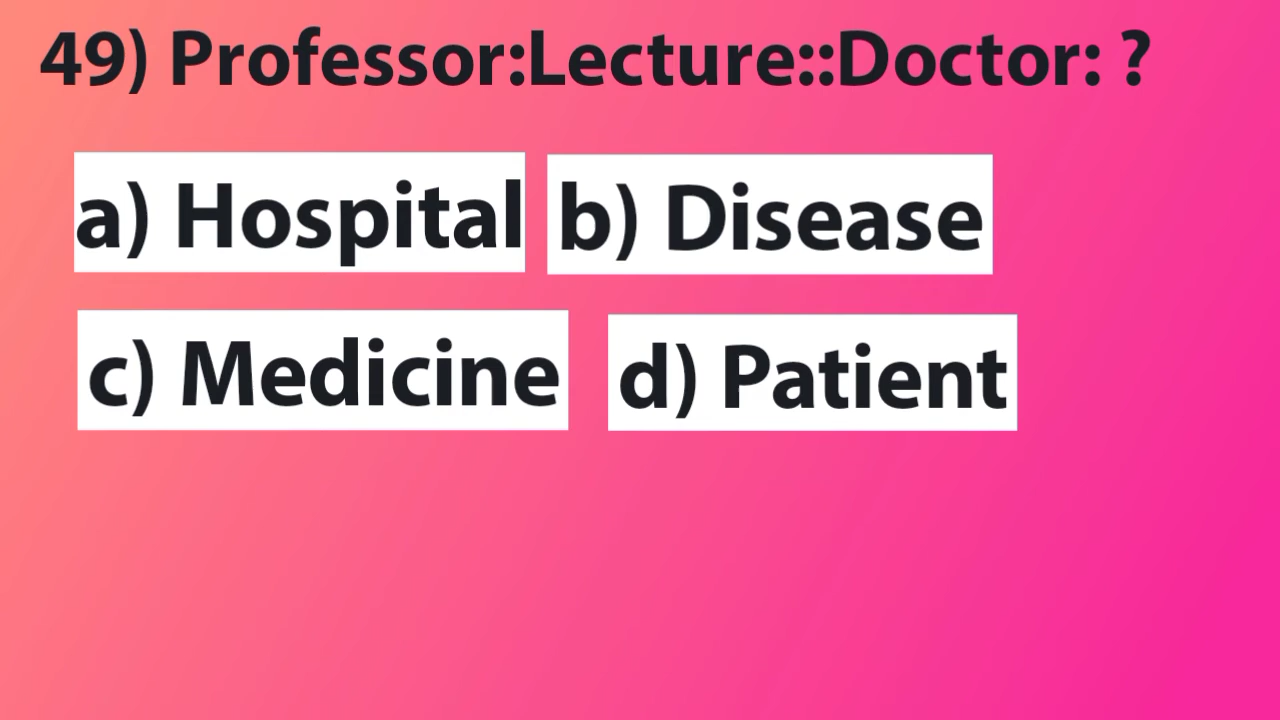 49) Professor:Lecture::Doctor: ?
a) Hospital b) Disease
c) Medicine d) Patient